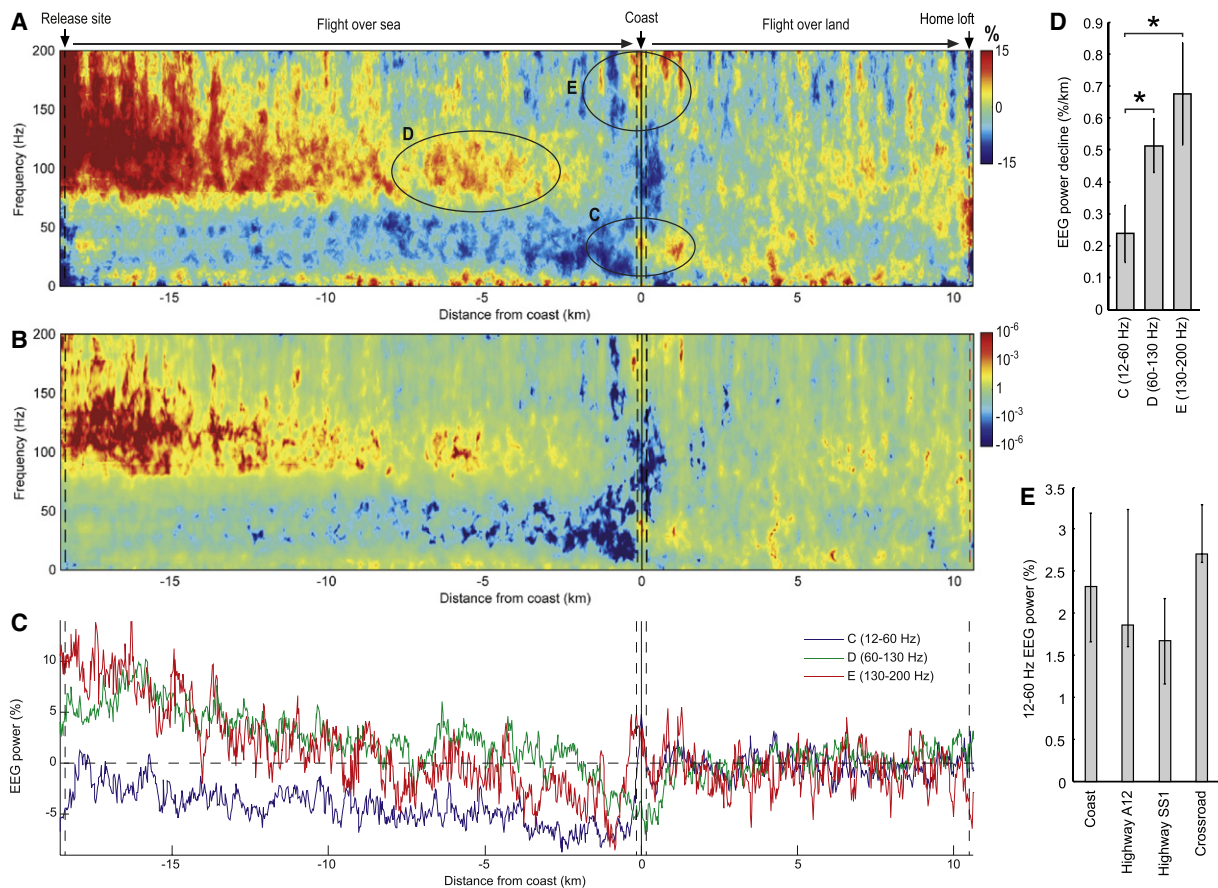 A
Release site
Flight over sea
Coast
Flight over land
Home loft
%
200
150
100
50
0
Frequency (Hz)
E
D
C
15
0
-15
-15
-10
-5
0
5
10
Distance from coast (km)
B
200
150
100
50
0
Frequency (Hz)
10-6
10-3
1
-10-3
-10-6
-15
-10
-5
0
5
10
Distance from coast (km)
C
10
5
0
-5
EEG power (%)
C (12-60 Hz)
D (60-130 Hz)
E (130-200 Hz)
-15
-10
-5
0
5
10
Distance from coast (km)
D
0.9
0.8
0.7
0.6
0.5
0.4
0.3
0.2
0.1
0
EEG power decline (%/km)
*
*
C (12-60 Hz)
D (60-130 Hz)
E (130-200 Hz)
E
3.5
3
2.5
2
1.5
1
0.5
0
12-60 Hz EEG power (%)
Coast
Highway A12
Highway SS1
Crossroad